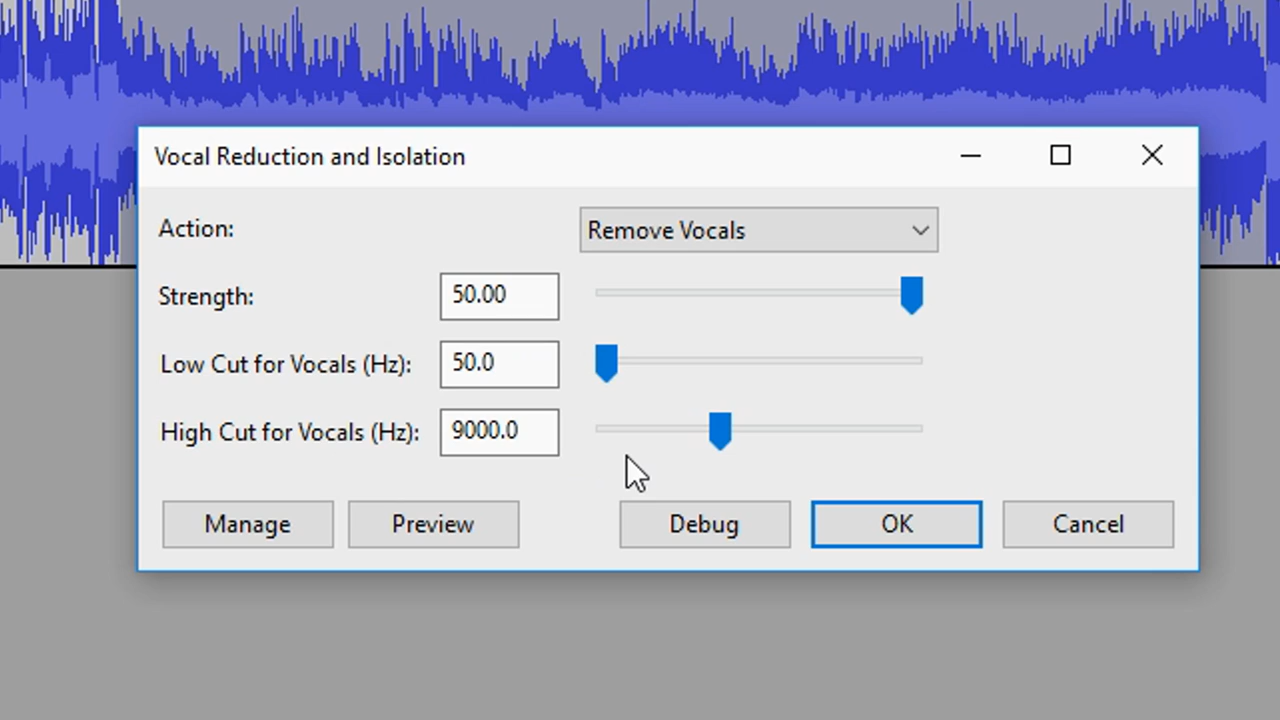 Vocal Reduction and Isolation
Action: Remove Vocals
Strength: 50.00
Low Cut for Vocals (Hz): 50.0
High Cut for Vocals (Hz): 9000.0
Manage Preview Debug OK Cancel